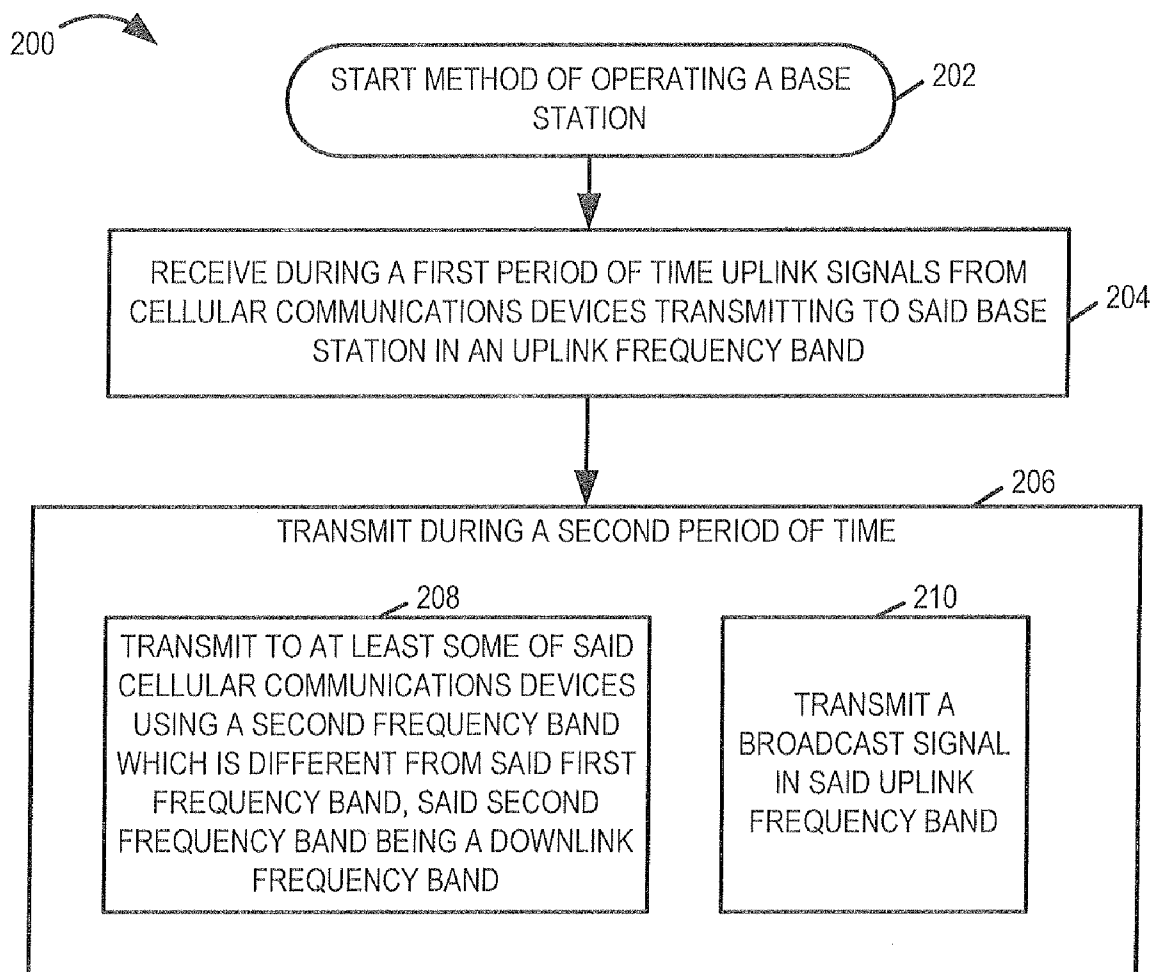 200
START METHOD OF OPERATING A BASE
STATION
202
RECEIVE DURING A FIRST PERIOD OF TIME UPLINK SIGNALS FROM
CELLULAR COMMUNICATIONS DEVICES TRANSMITTING TO SAID BASE
STATION IN AN UPLINK FREQUENCY BAND
204
206
TRANSMIT DURING A SECOND PERIOD OF TIME
208
TRANSMIT TO AT LEAST SOME OF SAID
CELLULAR COMMUNICATIONS DEVICES
USING A SECOND FREQUENCY BAND
WHICH IS DIFFERENT FROM SAID FIRST
FREQUENCY BAND, SAID SECOND
FREQUENCY BAND BEING A DOWNLINK
FREQUENCY BAND
210
TRANSMIT A
BROADCAST SIGNAL
IN SAID UPLINK
FREQUENCY BAND